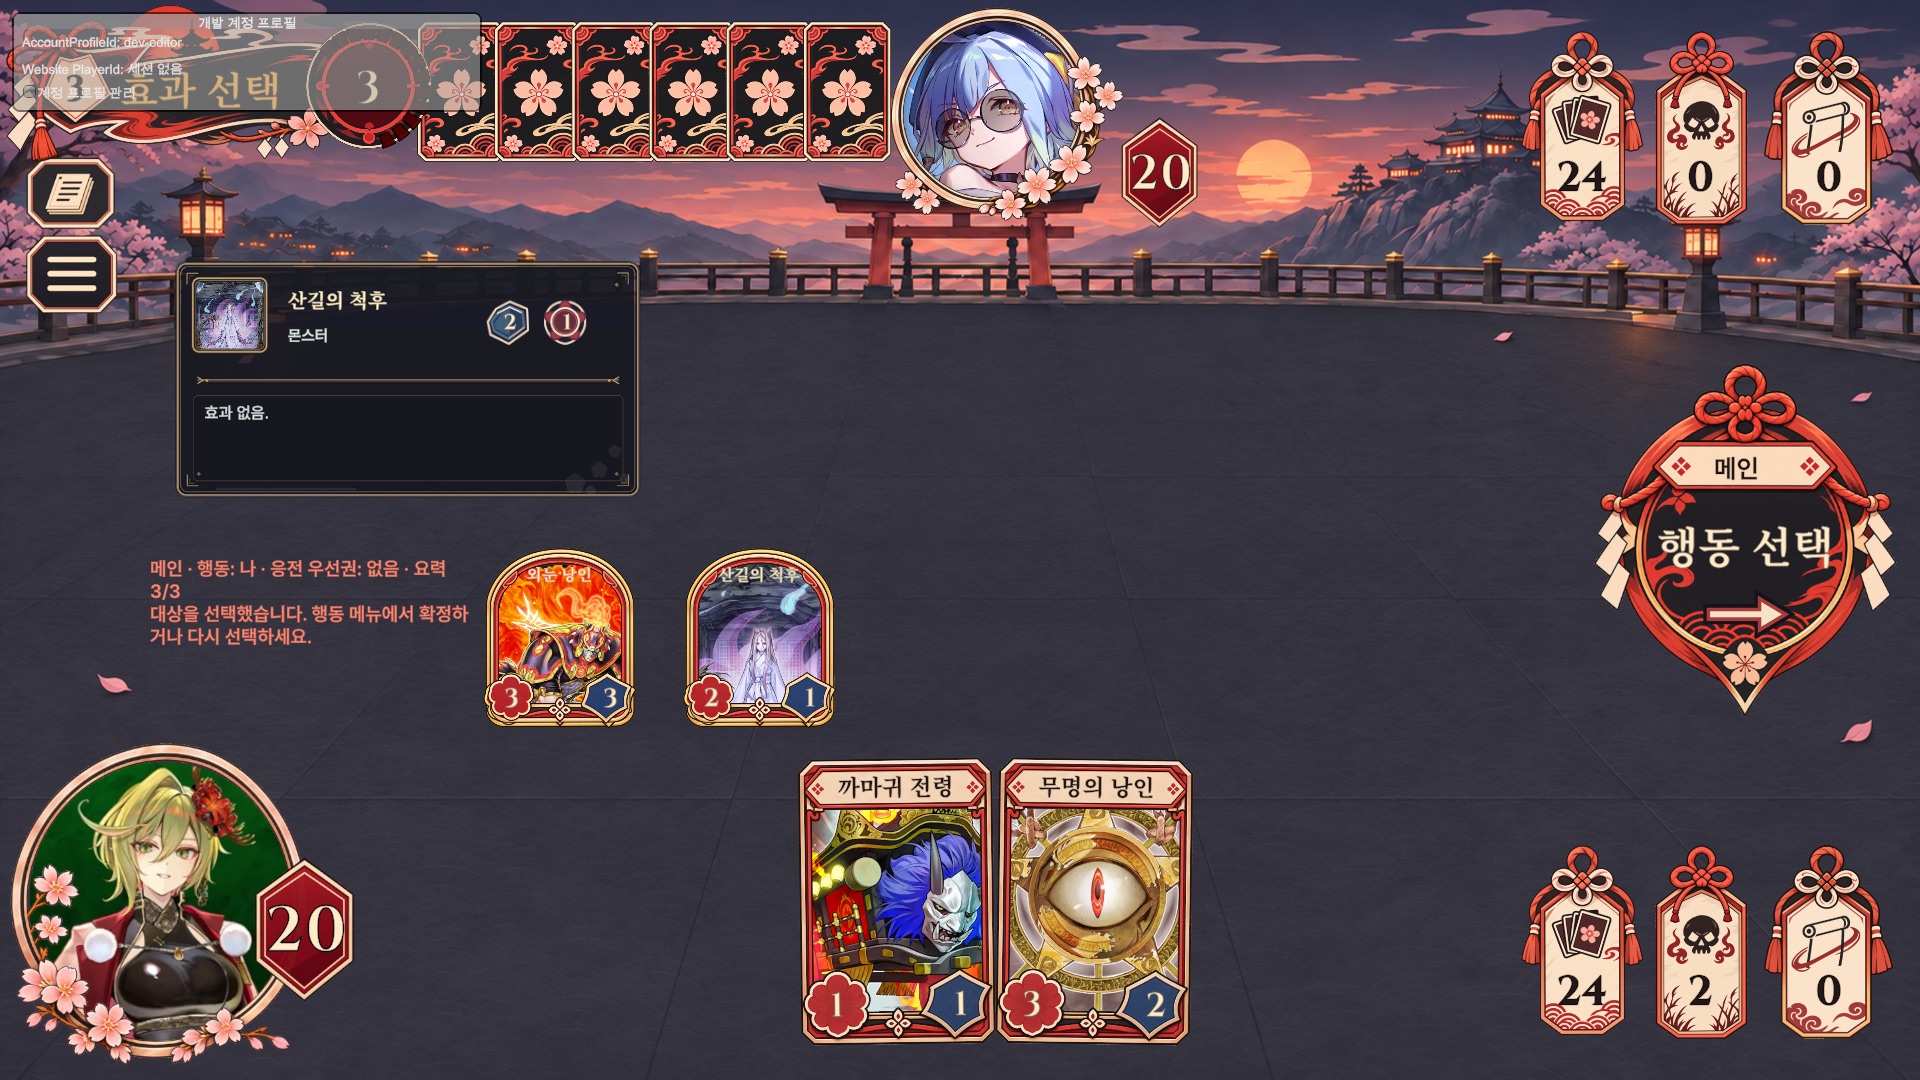 개발 계정 프로필
AccountProfileId: dev-editor
Website PlayerId: 세션 없음
계정 프로필 관리
3
효과 선택
3
20
24
0
0
산길의 척후
몬스터
2
1
효과 없음.
메인
행동 선택
메인 · 행동: 나 · 응전 우선권: 없음 · 요력
3/3
대상을 선택했습니다. 행동 메뉴에서 확정하
거나 다시 선택하세요.
외눈 낭인
3
3
산길의 척후
2
1
까마귀 전령
1
1
무명의 낭인
3
2
20
24
2
0